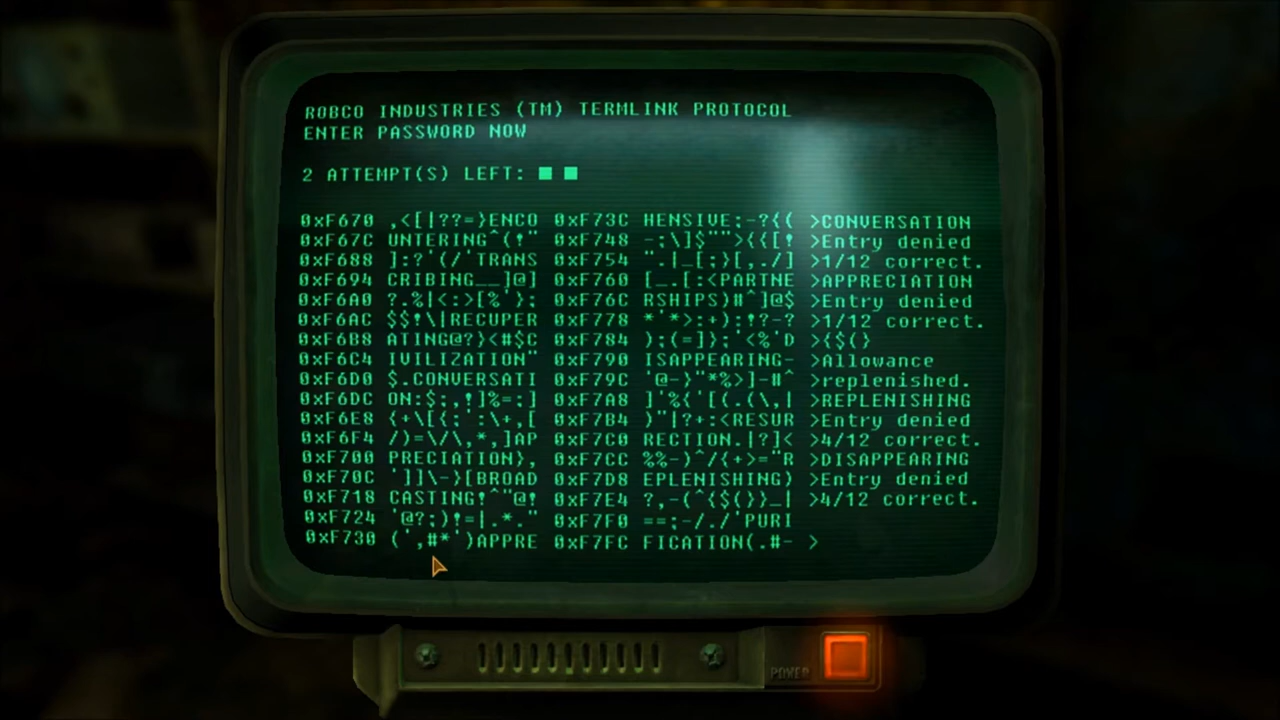 ROBCO INDUSTRIES (TM) TERMLINK PROTOCOL
ENTER PASSWORD NOW
2 ATTEMPT(S) LEFT: ■ ■
0xF670 ,<[|??=}ENCO 0xF73C HENSIVE;-?{( >CONVERSATION
0xF67C UNTERING^(!" 0xF748 -;\]$"">{{[! >Entry denied
0xF688 ]:?'(/'TRANS 0xF754 ".|_[;}[,./] >1/12 correct.
0xF694 CRIBING__]@] 0xF760 [_.[:<PARTNE >APPRECIATION
0xF6A0 ?.%|<:>[%'}; 0xF76C RSHIPS)#^]@$ >Entry denied
0xF6AC $$!\|RECUPER 0xF778 *'*>:+);!?-? >1/12 correct.
0xF6B8 ATING@?}<#$C 0xF784 );(=]}:'<%'D >{$(}
0xF6C4 IVILIZATION" 0xF790 ISAPPEARING- >Allowance
0xF6D0 $.CONVERSATI 0xF79C '@-}"*%>]-#^ >replenished.
0xF6DC ON:$;,!]%=:] 0xF7A8 ]'%{'[(.(\,| >REPLENISHING
0xF6E8 {+\[{;':\+,[ 0xF7B4 )"|?+:<RESUR >Entry denied
0xF6F4 /)=\/\,*,]AP 0xF7C0 RECTION.|?]< >4/12 correct.
0xF700 PRECIATION}, 0xF7CC %%-)^/{+>="R >DISAPPEARING
0xF70C ']]\-}[BROAD 0xF7D8 EPLENISHING) >Entry denied
0xF718 CASTING!^"@! 0xF7E4 ?,-(^{$(}}_| >4/12 correct.
0xF724 '@?;)!=|.*." 0xF7F0 ==;-/./'PURI
0xF730 (',#*')APPRE 0xF7FC FICATION(.#- >
POWER